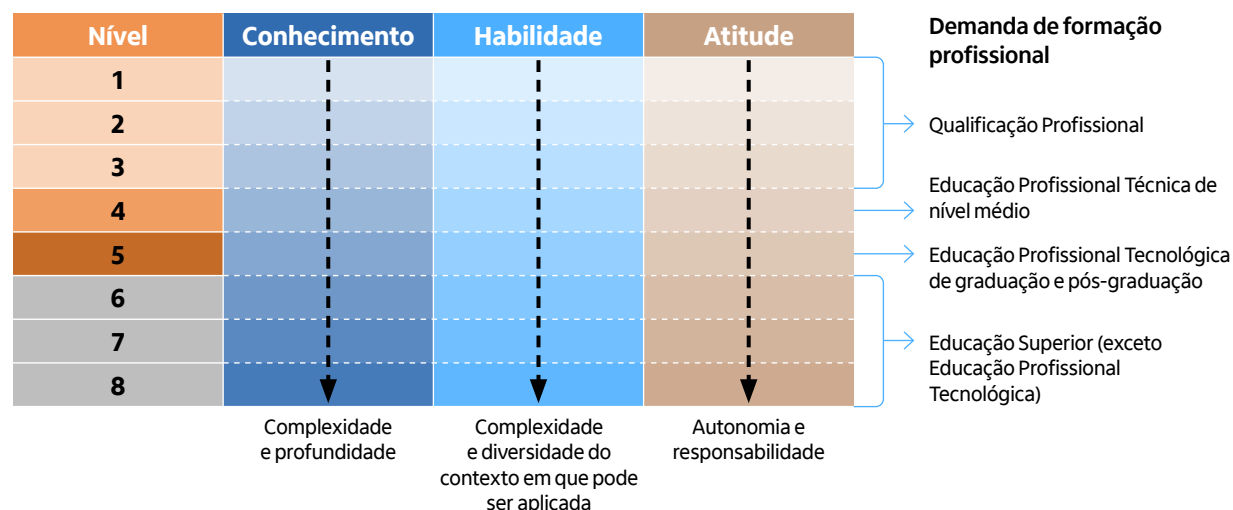 Nível
Conhecimento
Habilidade
Atitude
Demanda de formação
profissional
1
2
3
4
5
6
7
8
Qualificação Profissional
Educação Profissional Técnica de
nível médio
Educação Profissional Tecnológica
de graduação e pós-graduação
Educação Superior (exceto
Educação Profissional
Tecnológica)
Complexidade
e profundidade
Complexidade
e diversidade do
contexto em que pode
ser aplicada
Autonomia e
responsabilidade